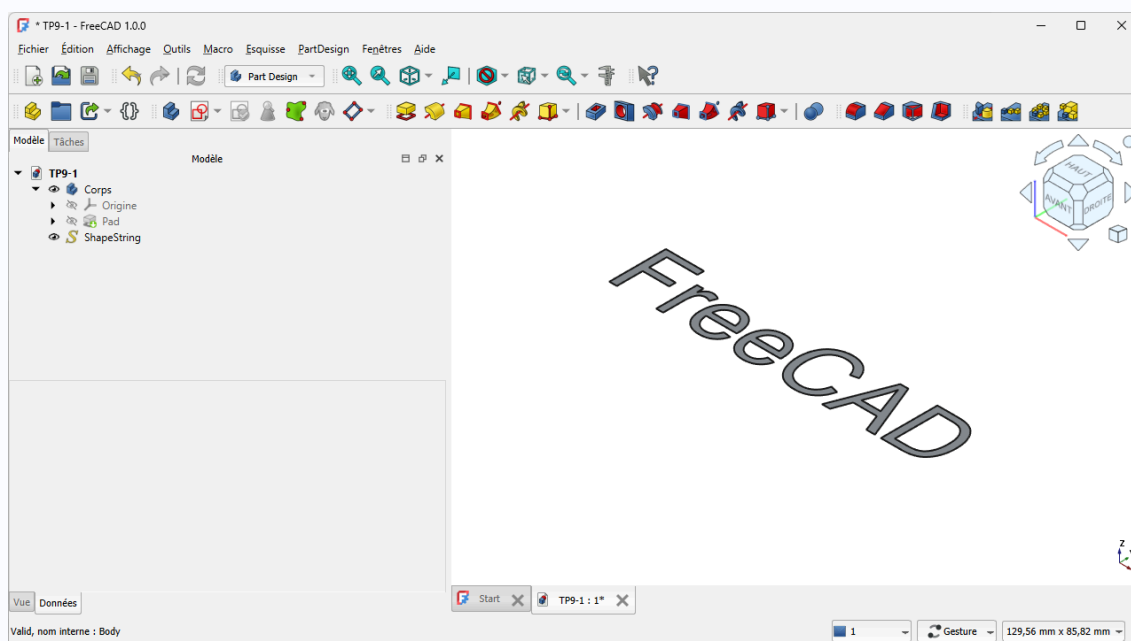 * TP9-1 - FreeCAD 1.0.0
Fichier Édition Affichage Outils Macro Esquisse PartDesign Fenêtres Aide
Part Design
Modèle Tâches
Modèle
TP9-1
Corps
Origine
Pad
ShapeString
HAUT
AVANT
DROITE
FreeCAD
Z
Vue Données
Start
TP9-1 : 1*
Valid, nom interne : Body
1
Gesture
129,56 mm x 85,82 mm